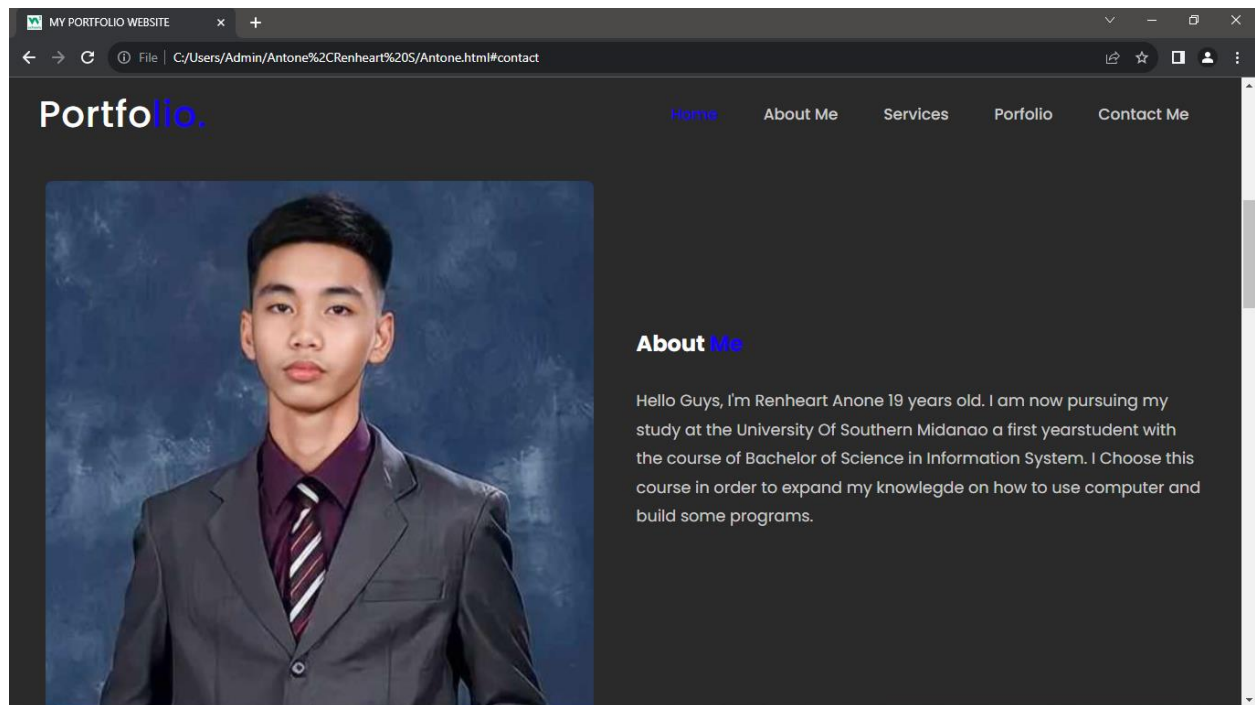 MY PORTFOLIO WEBSITE
File C:/Users/Admin/Antone%2CRenheart%20S/Antone.html#contact
Portfolio.
Home About Me Services Porfolio Contact Me
About Me
Hello Guys, I'm Renheart Anone 19 years old. I am now pursuing my
study at the University Of Southern Midanao a first yearstudent with
the course of Bachelor of Science in Information System. I Choose this
course in order to expand my knowlegde on how to use computer and
build some programs.